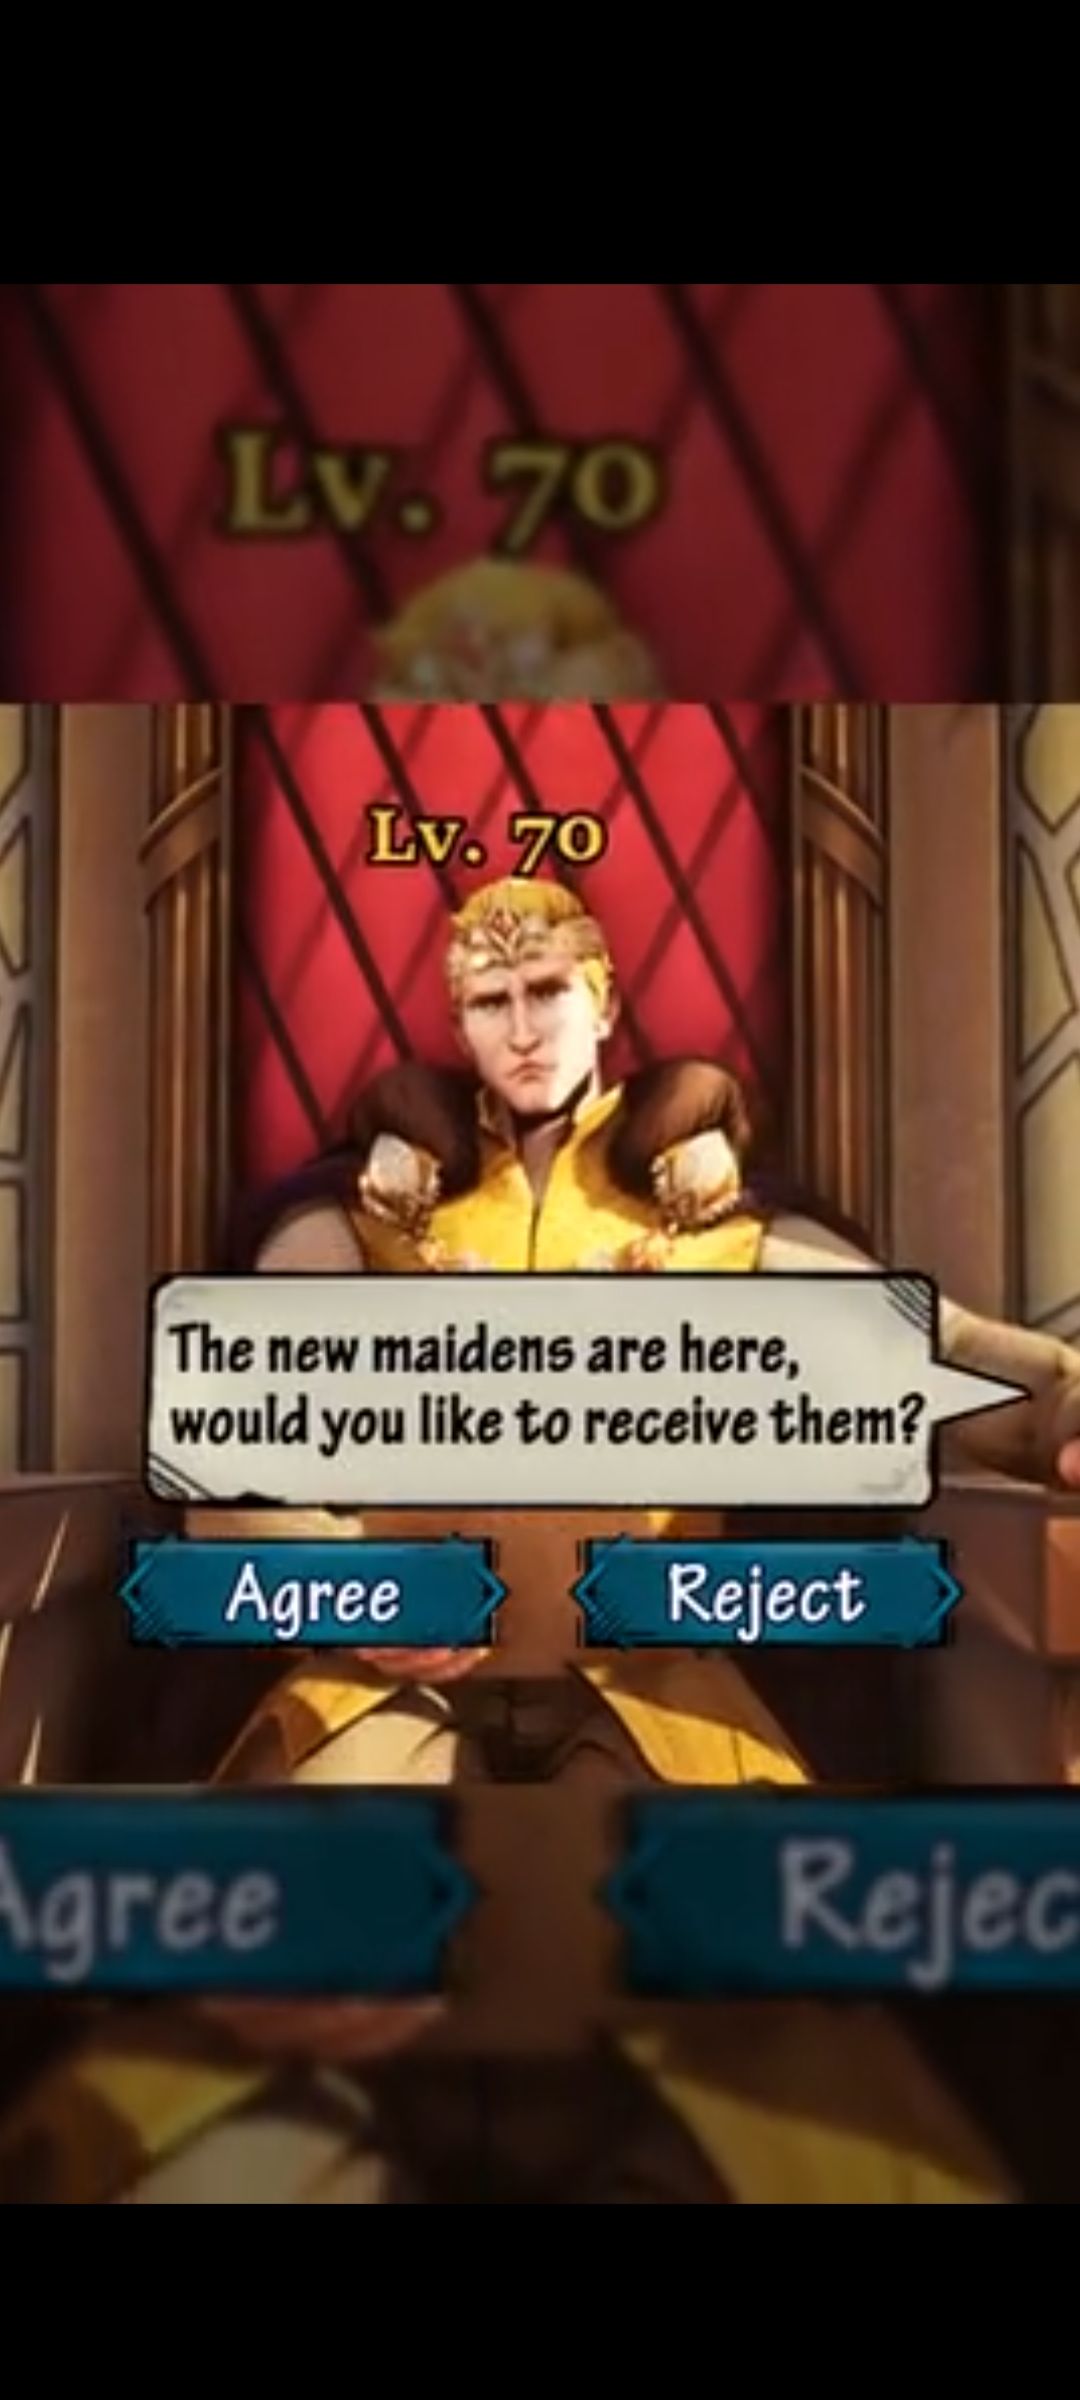 Lv. 70
Lv. 70
The new maidens are here,
would you like to receive them?
Agree
Reject
Agree
Rejec